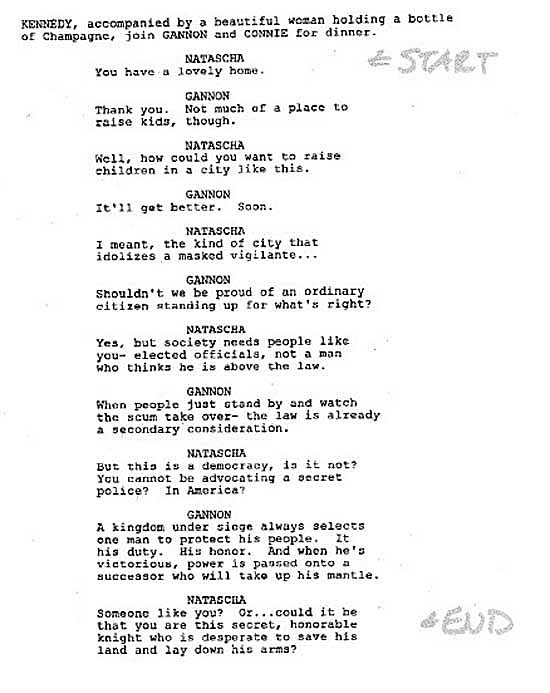 KENNEDY, accompanied by a beautiful woman holding a bottle
of Champagne, join GANNON and CONNIE for dinner.
NATASCHA
You have a lovely home.
← START
GANNON
Thank you. Not much of a place to
raise kids, though.
NATASCHA
Well, how could you want to raise
children in a city like this.
GANNON
It'll get better. Soon.
NATASCHA
I meant, the kind of city that
idolizes a masked vigilante...
GANNON
Shouldn't we be proud of an ordinary
citizen standing up for what's right?
NATASCHA
Yes, but society needs people like
you- elected officials, not a man
who thinks he is above the law.
GANNON
When people just stand by and watch
the scum take over- the law is already
a secondary consideration.
NATASCHA
But this is a democracy, is it not?
You cannot be advocating a secret
police? In America?
GANNON
A kingdom under siege always selects
one man to protect his people. It
his duty. His honor. And when he's
victorious, power is passed onto a
successor who will take up his mantle.
NATASCHA
Someone like you? Or...could it be
that you are this secret, honorable
knight who is desperate to save his
land and lay down his arms?
← END